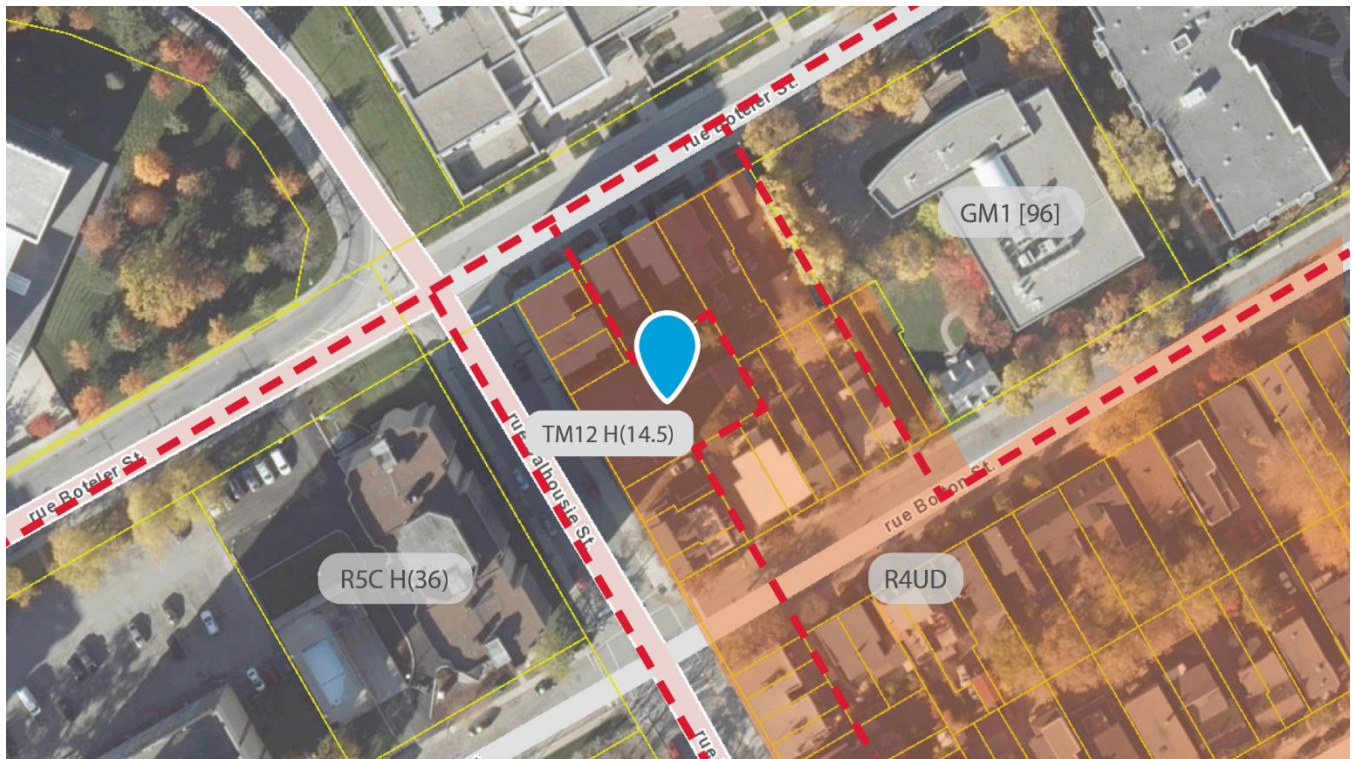 rue Boteler St.
GM1 [96]
TM12 H(14.5)
rue Dalhousie St.
rue Boteler St.
rue Bolton St.
R5C H(36)
R4UD
rue